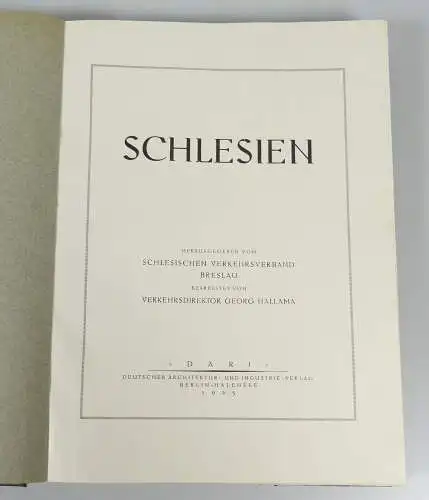 SCHLESIEN
HERAUSGEGEBEN VOM
SCHLESISCHEN VERKEHRSVERBAND
BRESLAU
BEARBEITET VON
VERKEHRSDIREKTOR GEORG HALLAMA
« DARI »
DEUTSCHER ARCHITEKTUR- UND INDUSTRIE-VERLAG
BERLIN-HALENSEE
1925